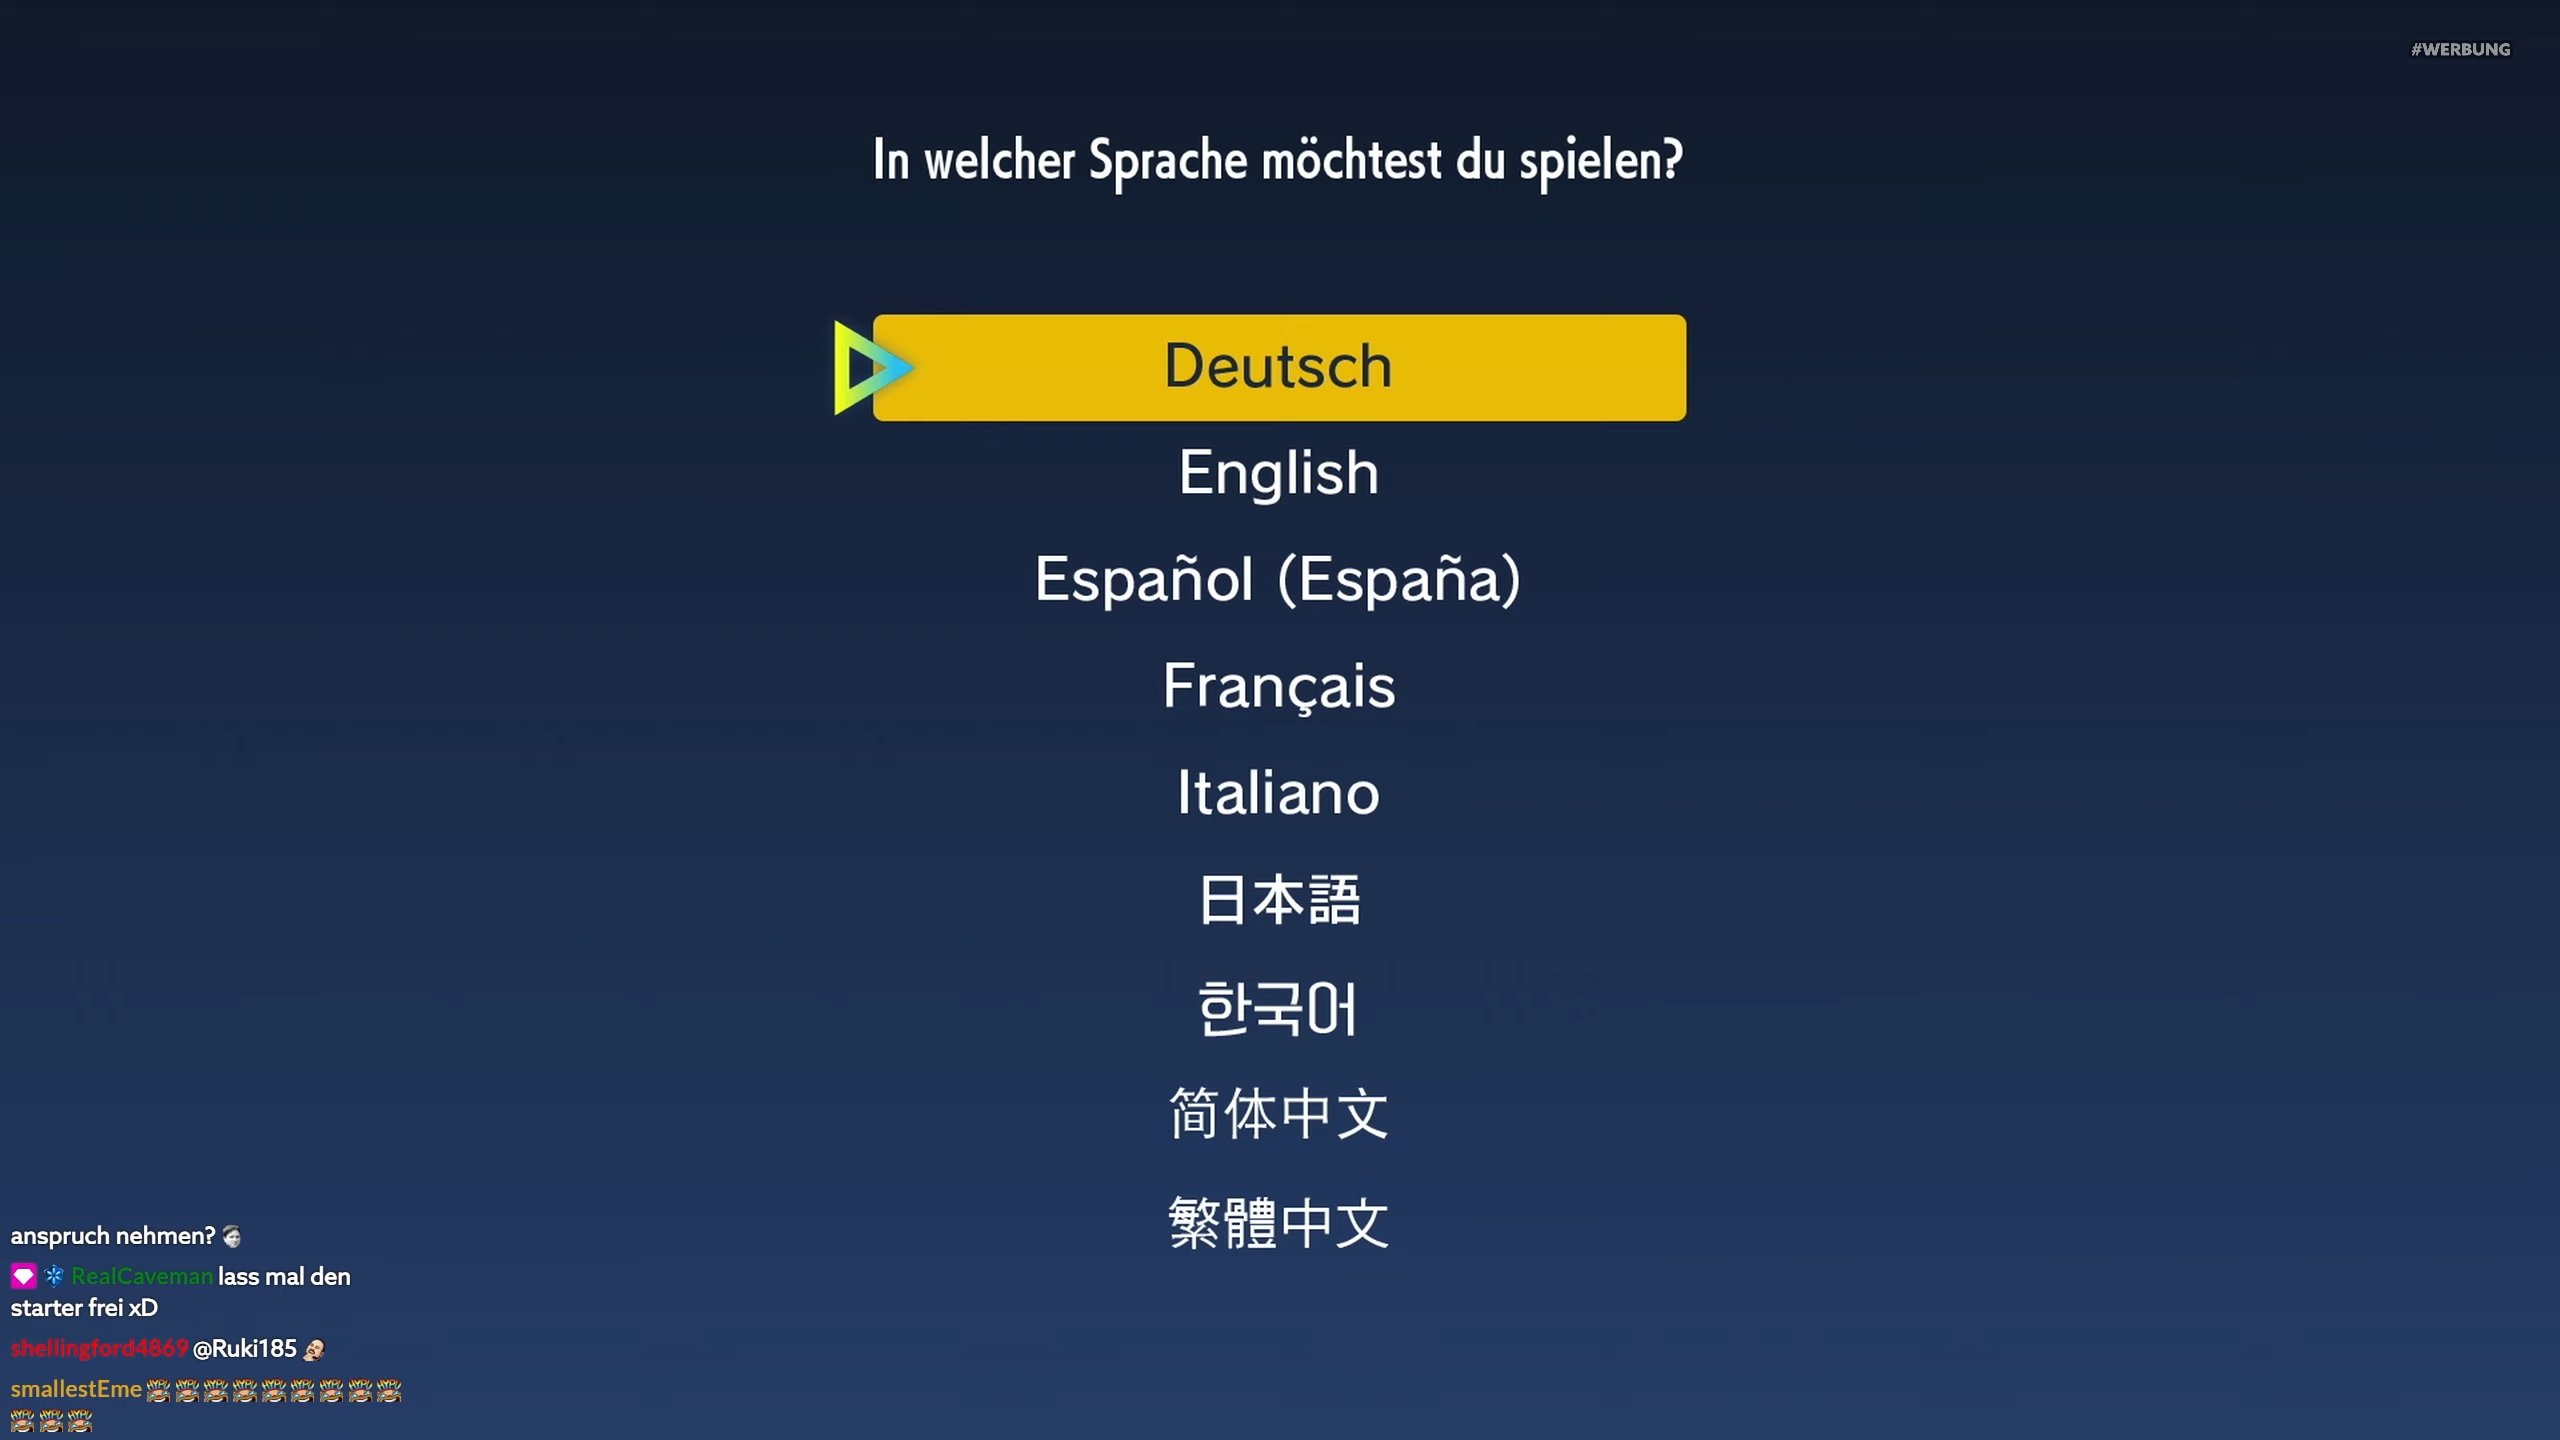 #WERBUNG
In welcher Sprache möchtest du spielen?
Deutsch
English
Español (España)
Français
Italiano
日本語
한국어
简体中文
繁體中文
anspruch nehmen?
RealCaveman lass mal den
starter frei xD
shellingford4869 @Ruki185
smallestEme